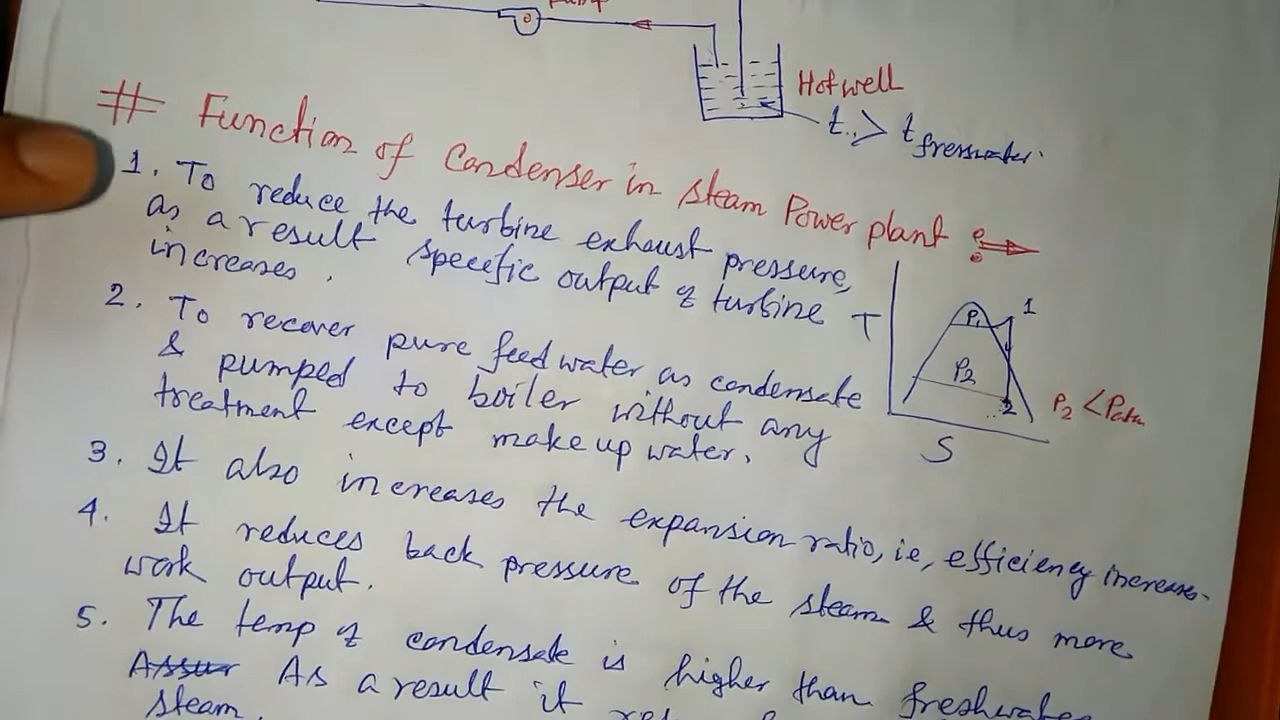 Hotwell
t.. > t freshwater.
# Function of Condenser in steam Power plant :⇒
1. To reduce the turbine exhaust pressure,
as a result specefic output of turbine
increases.
2. To recover pure feed water as condensate
& pumped to boiler without any
treatment except make up water.
T
1
P1
P2
2
P2 < Patm
S
3. It also increases the expansion ratio, ie, efficiency increases.
4. It reduces back pressure of the steam & thus more
work output.
5. The temp of condensate is higher than freshwater
As a result it
steam.